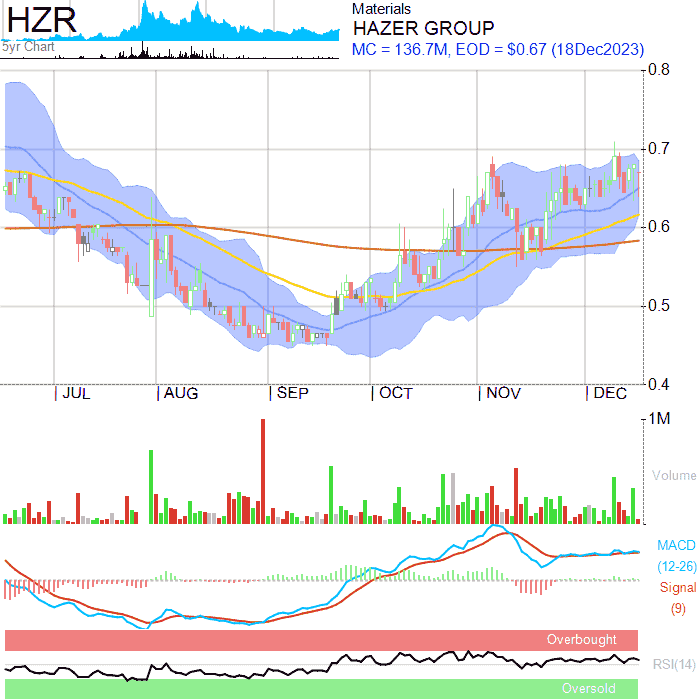 HZR
5yr Chart
Materials
HAZER GROUP
MC = 136.7M, EOD = $0.67 (18Dec2023)
0.8
0.7
0.6
0.5
0.4
JUL AUG SEP OCT NOV DEC
1M
Volume
MACD
(12-26)
Signal
(9)
Overbought
RSI(14)
Oversold